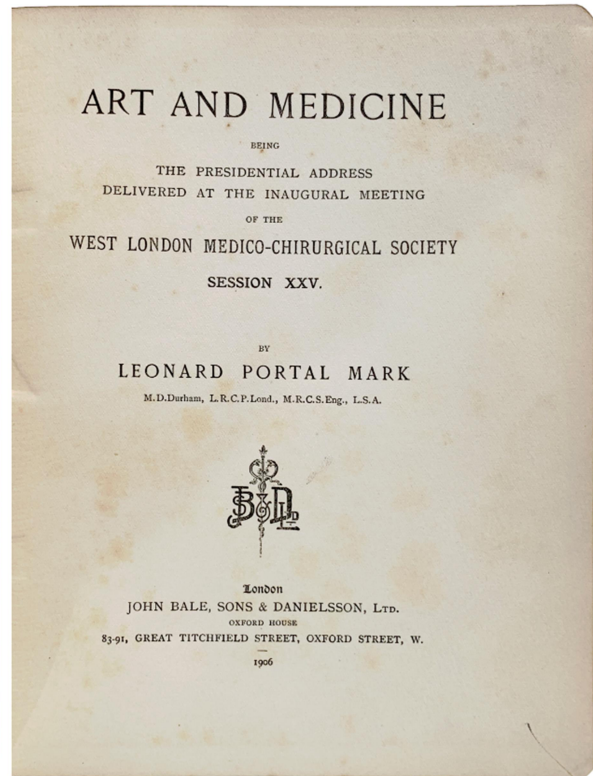 ART AND MEDICINE
BEING
THE PRESIDENTIAL ADDRESS
DELIVERED AT THE INAUGURAL MEETING
OF THE
WEST LONDON MEDICO-CHIRURGICAL SOCIETY
SESSION XXV.
BY
LEONARD PORTAL MARK
M.D.Durham, L.R.C.P.Lond., M.R.C.S.Eng., L.S.A.
London
JOHN BALE, SONS & DANIELSSON, LTD.
OXFORD HOUSE
83-91, GREAT TITCHFIELD STREET, OXFORD STREET, W.
1906